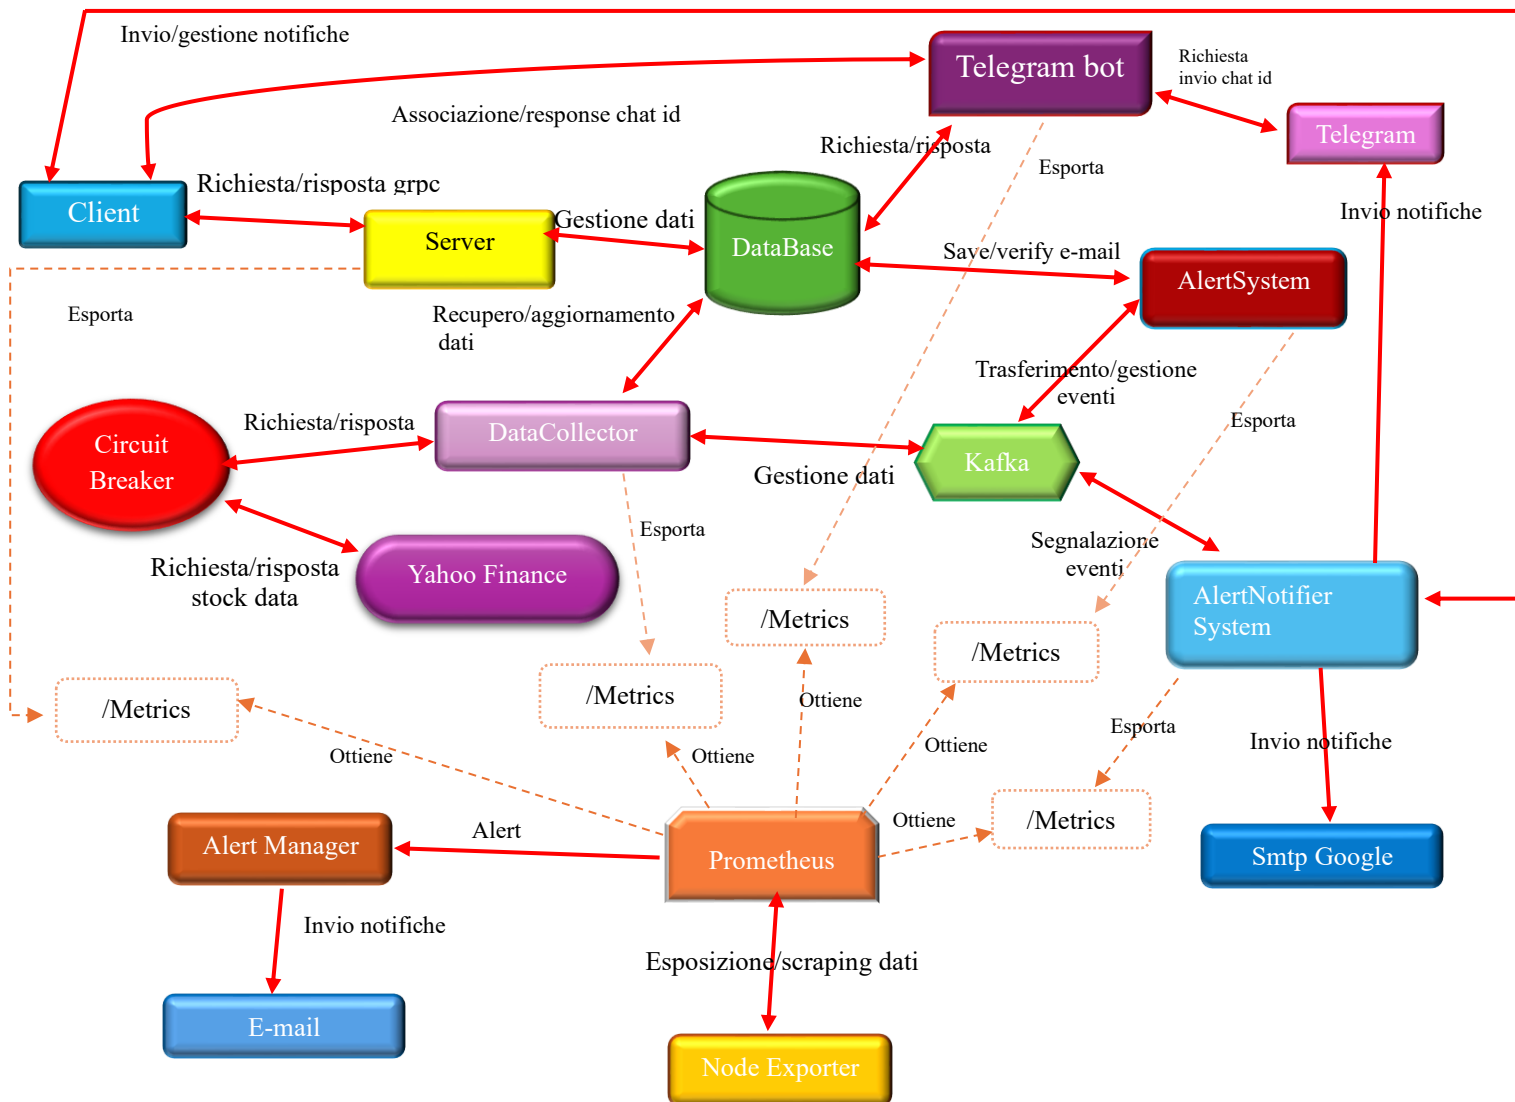 Invio/gestione notifiche
Telegram bot
Richiesta
invio chat id
Associazione/response chat id
Telegram
Richiesta/risposta
Esporta
Richiesta/risposta grpc
Client
Invio notifiche
Gestione dati
Server
DataBase
Save/verify e-mail
AlertSystem
Esporta
Recupero/aggiornamento
dati
Trasferimento/gestione
eventi
Richiesta/risposta
DataCollector
Esporta
Circuit
Breaker
Kafka
Gestione dati
Esporta
Segnalazione
eventi
Richiesta/risposta
stock data
Yahoo Finance
AlertNotifier
System
/Metrics
/Metrics
/Metrics
/Metrics
Ottiene
Esporta
Ottiene
Ottiene
Ottiene
Invio notifiche
/Metrics
Ottiene
Alert
Alert Manager
Prometheus
Smtp Google
Invio notifiche
Esposizione/scraping dati
E-mail
Node Exporter